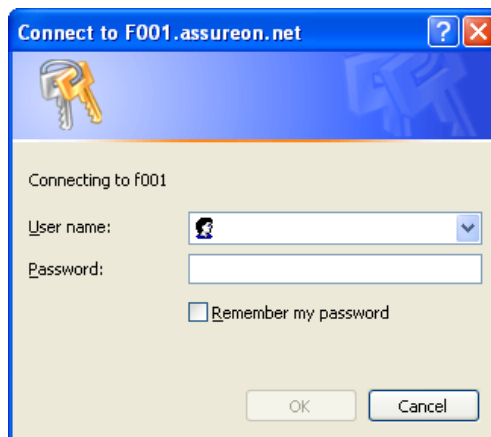 Connect to F001.assureon.net
Connecting to f001
User name:
Password:
Remember my password
OK Cancel